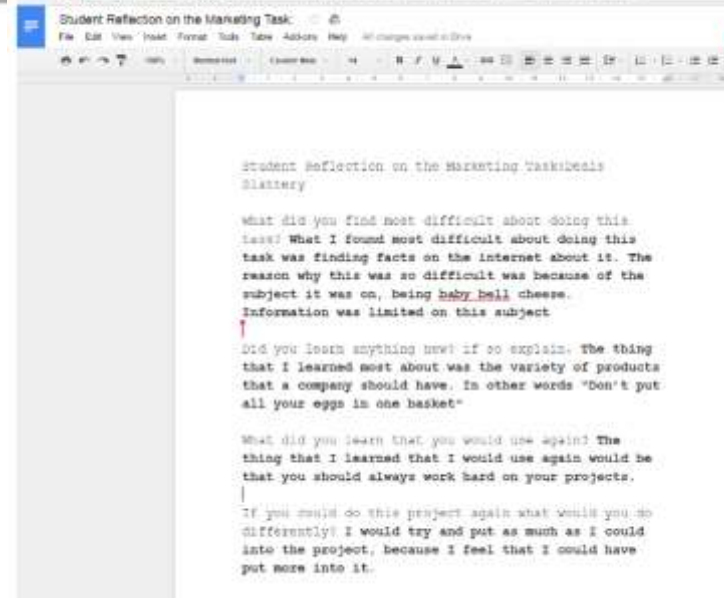 Student Reflection on the Marketing Task
File Edit View Insert Format Tools Table Add-ons Help All changes saved in Drive
Student Reflection on the Marketing Task:Denis
Slattery
What did you find most difficult about doing this
task? What I found most difficult about doing this
task was finding facts on the internet about it. The
reason why this was so difficult was because of the
subject it was on, being baby bell cheese.
Information was limited on this subject
Did you learn anything new? if so explain. The thing
that I learned most about was the variety of products
that a company should have. In other words "Don't put
all your eggs in one basket"
What did you learn that you would use again? The
thing that I learned that I would use again would be
that you should always work hard on your projects.
If you could do this project again what would you do
differently? I would try and put as much as I could
into the project, because I feel that I could have
put more into it.